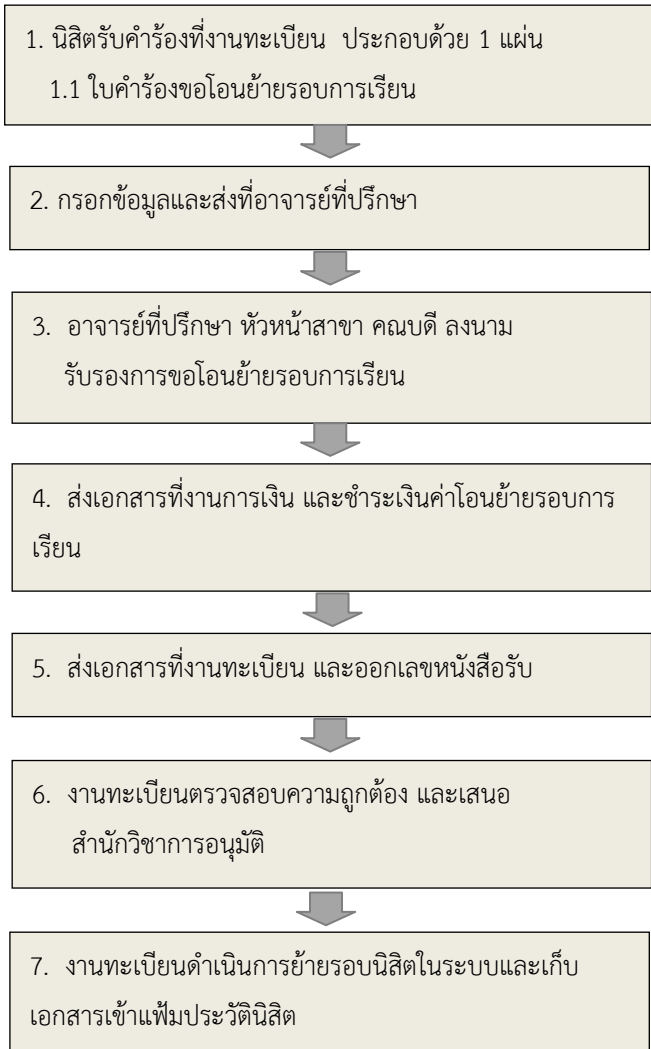 1. นิสิตรับคำร้องที่งานทะเบียน ประกอบด้วย 1 แผ่น
1.1 ใบคำร้องขอโอนย้ายรอบการเรียน
2. กรอกข้อมูลและส่งที่อาจารย์ที่ปรึกษา
3. อาจารย์ที่ปรึกษา หัวหน้าสาขา คณบดี ลงนาม
รับรองการขอโอนย้ายรอบการเรียน
4. ส่งเอกสารที่งานการเงิน และชำระเงินค่าโอนย้ายรอบการ
เรียน
5. ส่งเอกสารที่งานทะเบียน และออกเลขหนังสือรับ
6. งานทะเบียนตรวจสอบความถูกต้อง และเสนอ
สำนักวิชาการอนุมัติ
7. งานทะเบียนดำเนินการย้ายรอบนิสิตในระบบและเก็บ
เอกสารเข้าแฟ้มประวัตินิสิต